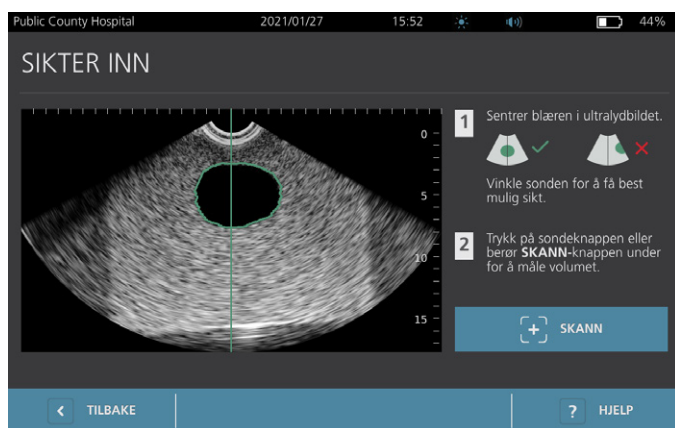 Public County Hospital 2021/01/27 15:52 44%
SIKTER INN
0
5
10
15
1 Sentrer blæren i ultralydbildet.
Vinkle sonden for å få best
mulig sikt.
2 Trykk på sondeknappen eller
berør SKANN-knappen under
for å måle volumet.
SKANN
TILBAKE
? HJELP